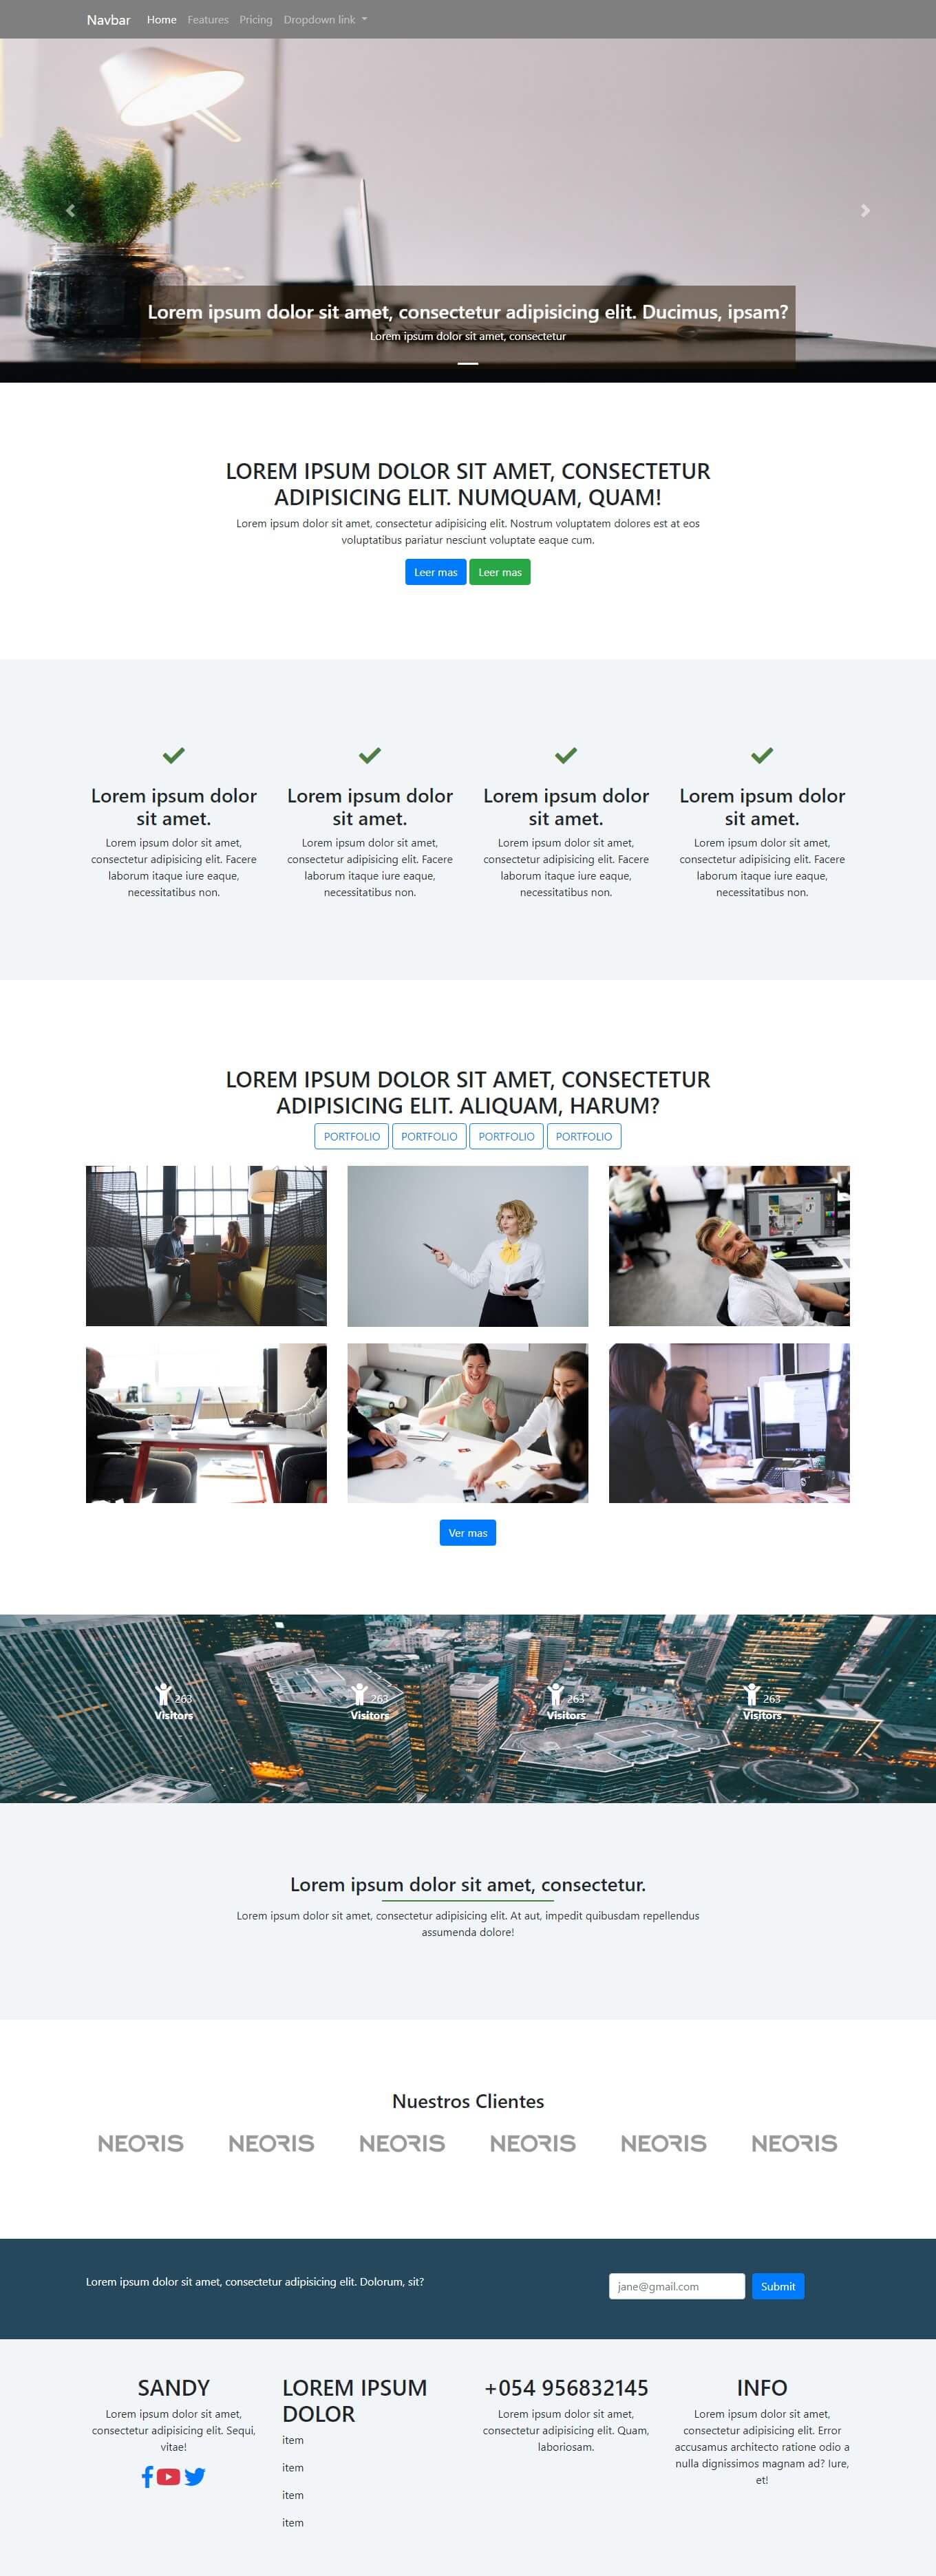 Navbar Home Features Pricing Dropdown link
Lorem ipsum dolor sit amet, consectetur adipisicing elit. Ducimus, ipsam?
Lorem ipsum dolor sit amet, consectetur
LOREM IPSUM DOLOR SIT AMET, CONSECTETUR
ADIPISICING ELIT. NUMQUAM, QUAM!
Lorem ipsum dolor sit amet, consectetur adipisicing elit. Nostrum voluptatem dolores est at eos
voluptatibus pariatur nesciunt voluptate eaque cum.
Leer mas Leer mas
Lorem ipsum dolor
sit amet.
Lorem ipsum dolor sit amet,
consectetur adipisicing elit. Facere
laborum itaque iure eaque,
necessitatibus non.
Lorem ipsum dolor
sit amet.
Lorem ipsum dolor sit amet,
consectetur adipisicing elit. Facere
laborum itaque iure eaque,
necessitatibus non.
Lorem ipsum dolor
sit amet.
Lorem ipsum dolor sit amet,
consectetur adipisicing elit. Facere
laborum itaque iure eaque,
necessitatibus non.
Lorem ipsum dolor
sit amet.
Lorem ipsum dolor sit amet,
consectetur adipisicing elit. Facere
laborum itaque iure eaque,
necessitatibus non.
LOREM IPSUM DOLOR SIT AMET, CONSECTETUR
ADIPISICING ELIT. ALIQUAM, HARUM?
PORTFOLIO PORTFOLIO PORTFOLIO PORTFOLIO
Ver mas
263
Visitors
263
Visitors
263
Visitors
263
Visitors
Lorem ipsum dolor sit amet, consectetur.
Lorem ipsum dolor sit amet, consectetur adipisicing elit. At aut, impedit quibusdam repellendus
assumenda dolore!
Nuestros Clientes
NEORIS NEORIS NEORIS NEORIS NEORIS NEORIS
Lorem ipsum dolor sit amet, consectetur adipisicing elit. Dolorum, sit?
jane@gmail.com Submit
SANDY
Lorem ipsum dolor sit amet,
consectetur adipisicing elit. Sequi,
vitae!
LOREM IPSUM
DOLOR
item
item
item
item
+054 956832145
Lorem ipsum dolor sit amet,
consectetur adipisicing elit. Quam,
laboriosam.
INFO
Lorem ipsum dolor sit amet,
consectetur adipisicing elit. Error
accusamus architecto ratione odio a
nulla dignissimos magnam ad? Iure,
et!